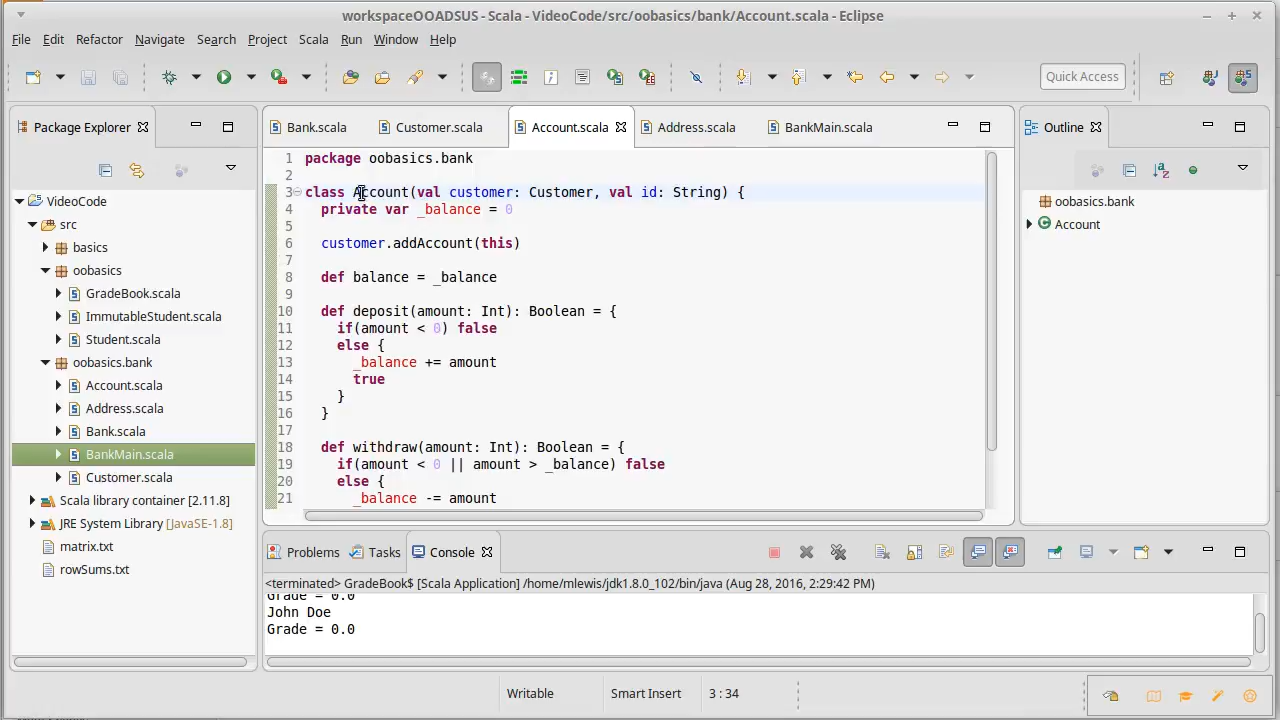 workspaceOOADSUS - Scala - VideoCode/src/oobasics/bank/Account.scala - Eclipse
File Edit Refactor Navigate Search Project Scala Run Window Help
Quick Access
Package Explorer
VideoCode
src
basics
oobasics
GradeBook.scala
ImmutableStudent.scala
Student.scala
oobasics.bank
Account.scala
Address.scala
Bank.scala
BankMain.scala
Customer.scala
Scala library container [2.11.8]
JRE System Library [JavaSE-1.8]
matrix.txt
rowSums.txt
Bank.scala Customer.scala Account.scala Address.scala BankMain.scala
1 package oobasics.bank
2
3 class Account(val customer: Customer, val id: String) {
4 private var _balance = 0
5
6 customer.addAccount(this)
7
8 def balance = _balance
9
10 def deposit(amount: Int): Boolean = {
11 if(amount < 0) false
12 else {
13 _balance += amount
14 true
15 }
16 }
17
18 def withdraw(amount: Int): Boolean = {
19 if(amount < 0 || amount > _balance) false
20 else {
21 _balance -= amount
Outline
oobasics.bank
Account
Problems Tasks Console
<terminated> GradeBook$ [Scala Application] /home/mlewis/jdk1.8.0_102/bin/java (Aug 28, 2016, 2:29:42 PM)
Grade = 0.0
John Doe
Grade = 0.0
Writable Smart Insert 3 : 34